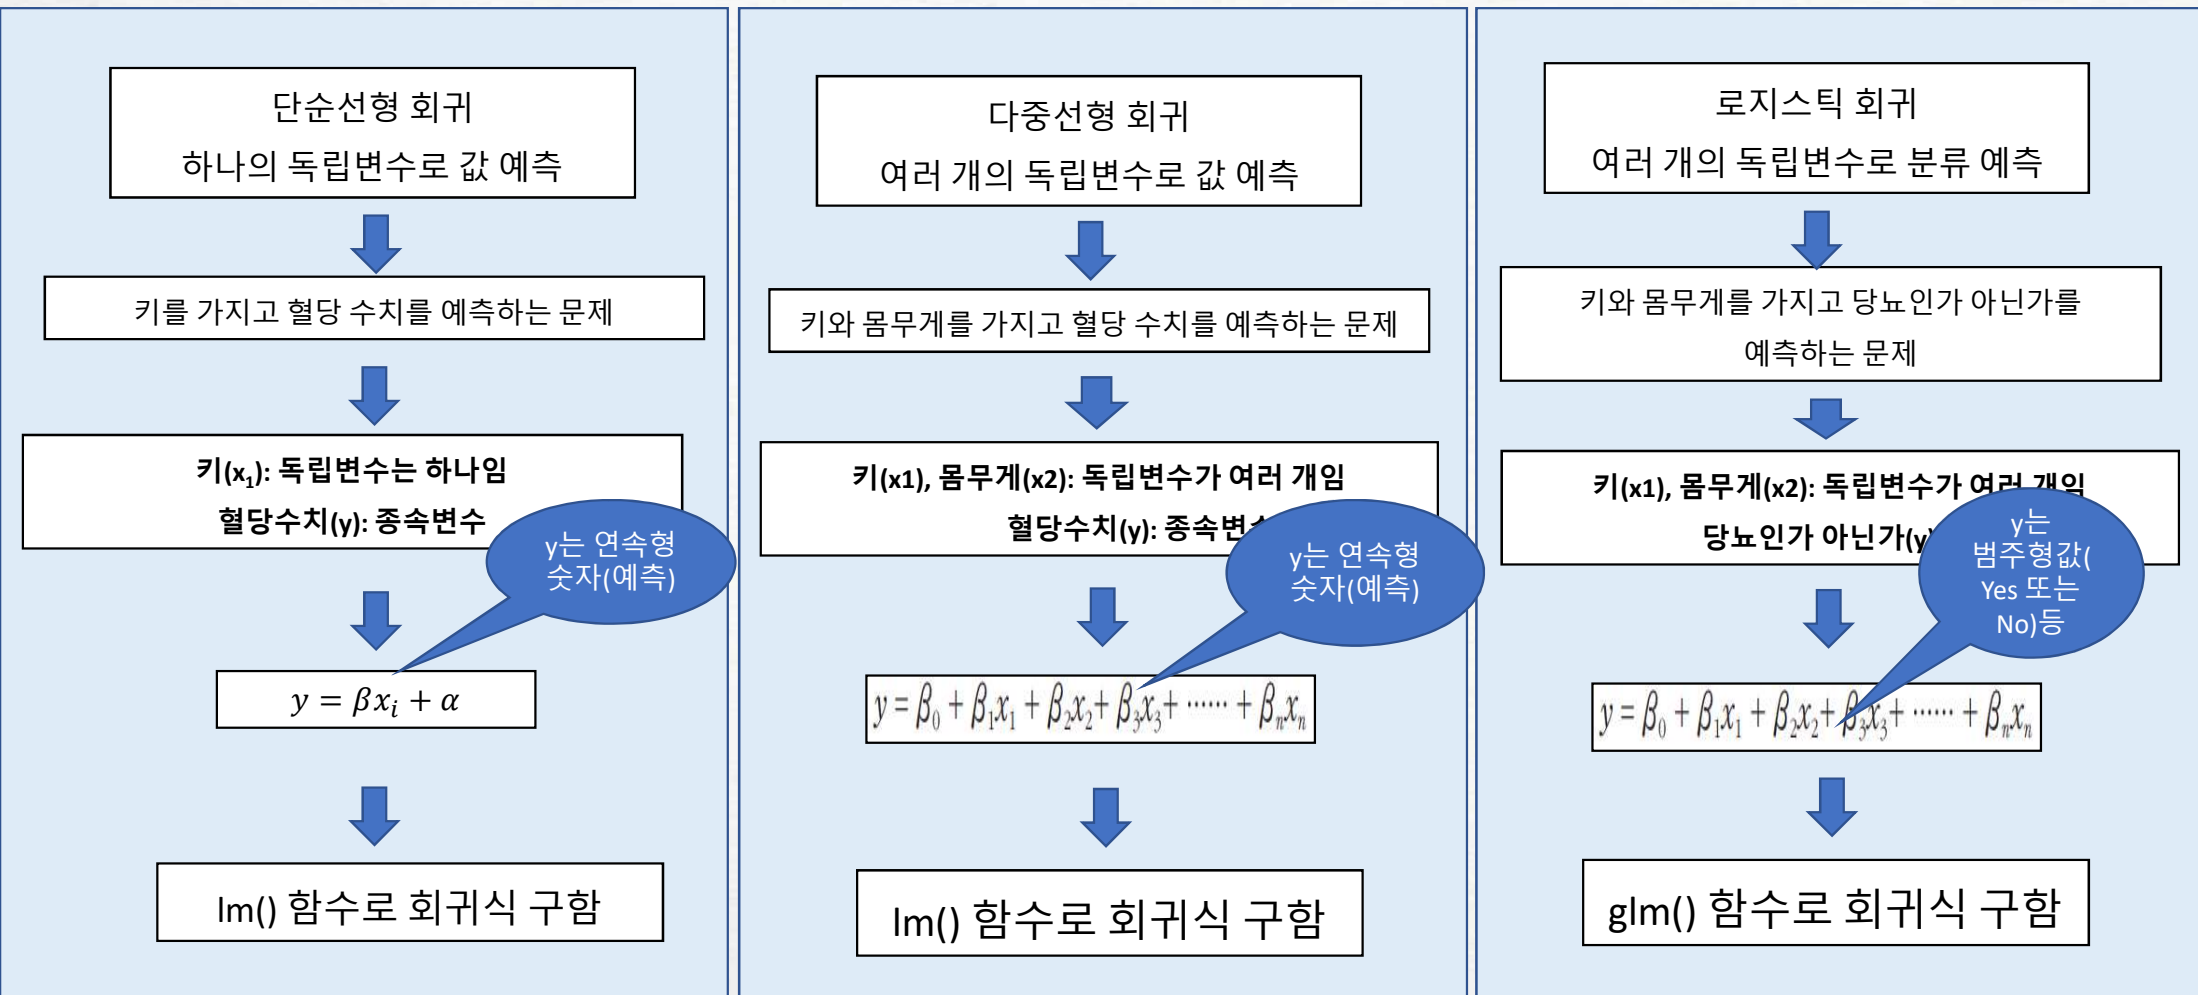 단순선형 회귀
하나의 독립변수로 값 예측
키를 가지고 혈당 수치를 예측하는 문제
키(x₁): 독립변수는 하나임
혈당수치(y): 종속변수
y는 연속형
숫자(예측)
y = βxᵢ + α
lm() 함수로 회귀식 구함
다중선형 회귀
여러 개의 독립변수로 값 예측
키와 몸무게를 가지고 혈당 수치를 예측하는 문제
키(x1), 몸무게(x2): 독립변수가 여러 개임
혈당수치(y): 종속변수
y는 연속형
숫자(예측)
y = β₀ + β₁x₁ + β₂x₂+ β₃x₃+ ······ + βₙxₙ
lm() 함수로 회귀식 구함
로지스틱 회귀
여러 개의 독립변수로 분류 예측
키와 몸무게를 가지고 당뇨인가 아닌가를
예측하는 문제
키(x1), 몸무게(x2): 독립변수가 여러 개임
당뇨인가 아닌가(y)
y는
범주형값(
Yes 또는
No)등
y = β₀ + β₁x₁ + β₂x₂+ β₃x₃+ ······ + βₙxₙ
glm() 함수로 회귀식 구함